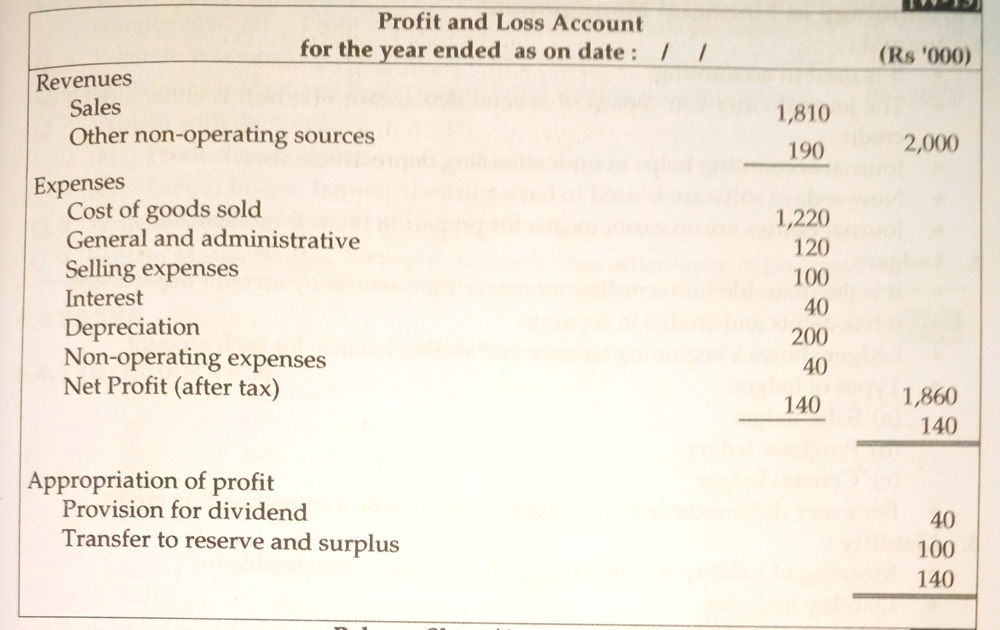 Profit and Loss Account
for the year ended as on date : / / (Rs '000)
Revenues
Sales 1,810
Other non-operating sources 190 2,000
Expenses
Cost of goods sold 1,220
General and administrative 120
Selling expenses 100
Interest 40
Depreciation 200
Non-operating expenses 40
Net Profit (after tax) 140 1,860
140
Appropriation of profit
Provision for dividend 40
Transfer to reserve and surplus 100
140